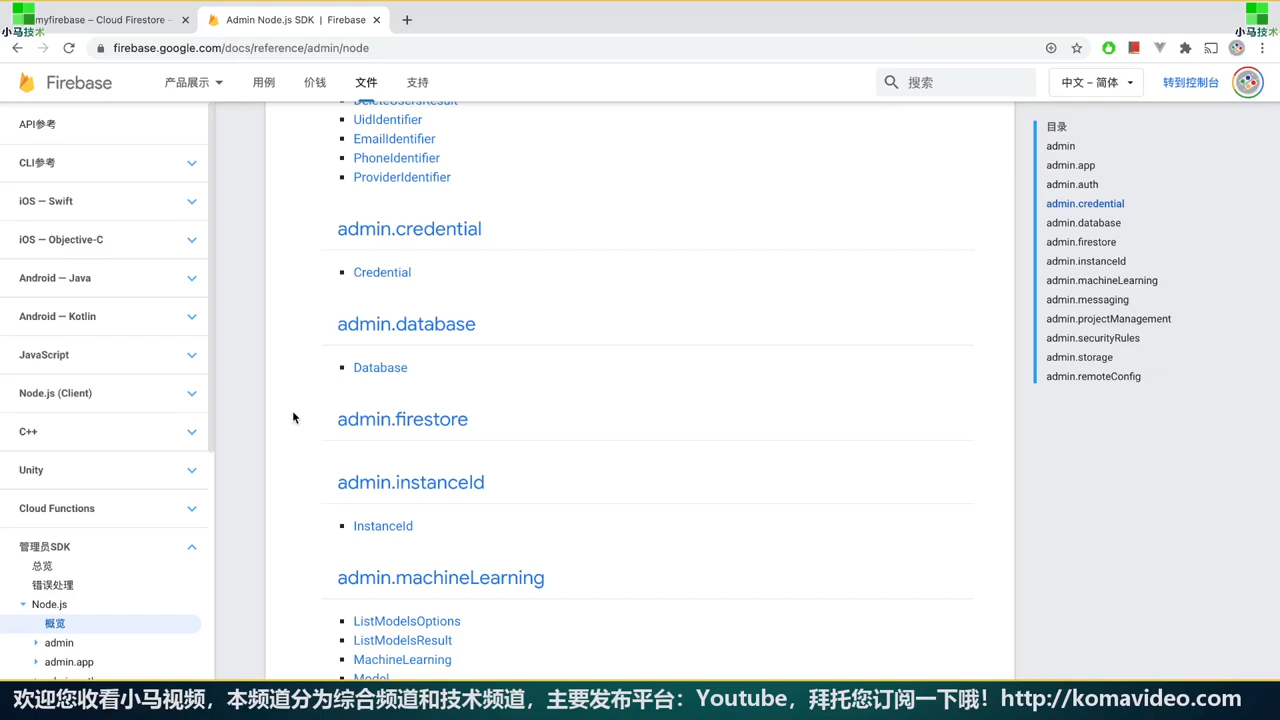 myfirebase – Cloud Firestore -
Admin Node.js SDK | Firebase
小马技术
小马技术
firebase.google.com/docs/reference/admin/node
Firebase
产品展示
用例
价钱
文件
支持
搜索
中文 – 简体
转到控制台
API参考
CLI参考
iOS — Swift
iOS — Objective-C
Android — Java
Android — Kotlin
JavaScript
Node.js (Client)
C++
Unity
Cloud Functions
管理员SDK
总览
错误处理
Node.js
概览
admin
admin.app
DeleteUsersResult
UidIdentifier
EmailIdentifier
PhoneIdentifier
ProviderIdentifier
admin.credential
Credential
admin.database
Database
admin.firestore
admin.instanceId
InstanceId
admin.machineLearning
ListModelsOptions
ListModelsResult
MachineLearning
Model
目录
admin
admin.app
admin.auth
admin.credential
admin.database
admin.firestore
admin.instanceId
admin.machineLearning
admin.messaging
admin.projectManagement
admin.securityRules
admin.storage
admin.remoteConfig
欢迎您收看小马视频，本频道分为综合频道和技术频道，主要发布平台：Youtube，拜托您订阅一下哦！http://komavideo.com